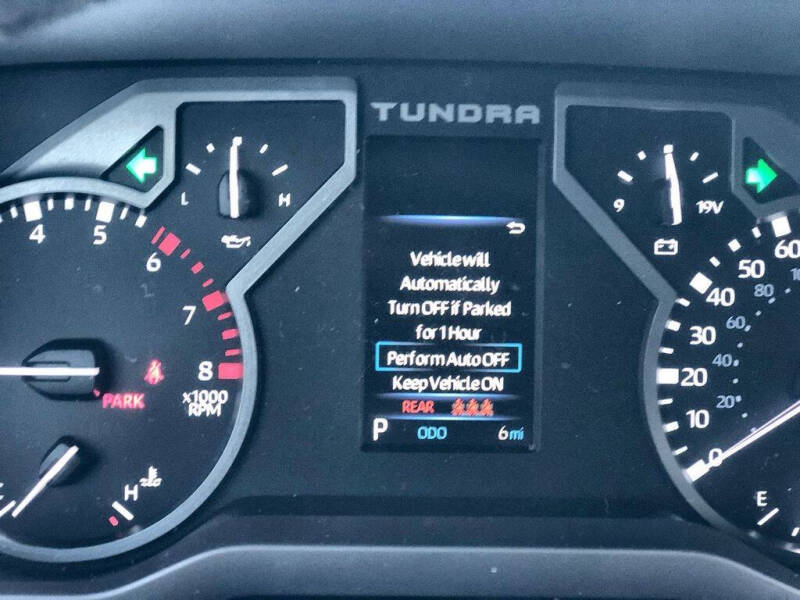 TUNDRA
L
H
9
19V
4
5
6
7
8
x1000
RPM
PARK
H
Vehicle will
Automatically
Turn OFF if Parked
for 1 Hour
Perform Auto OFF
Keep Vehicle ON
REAR
P ODO 6 mi
60
50
40
30
20
10
0
80
60
40
20
E